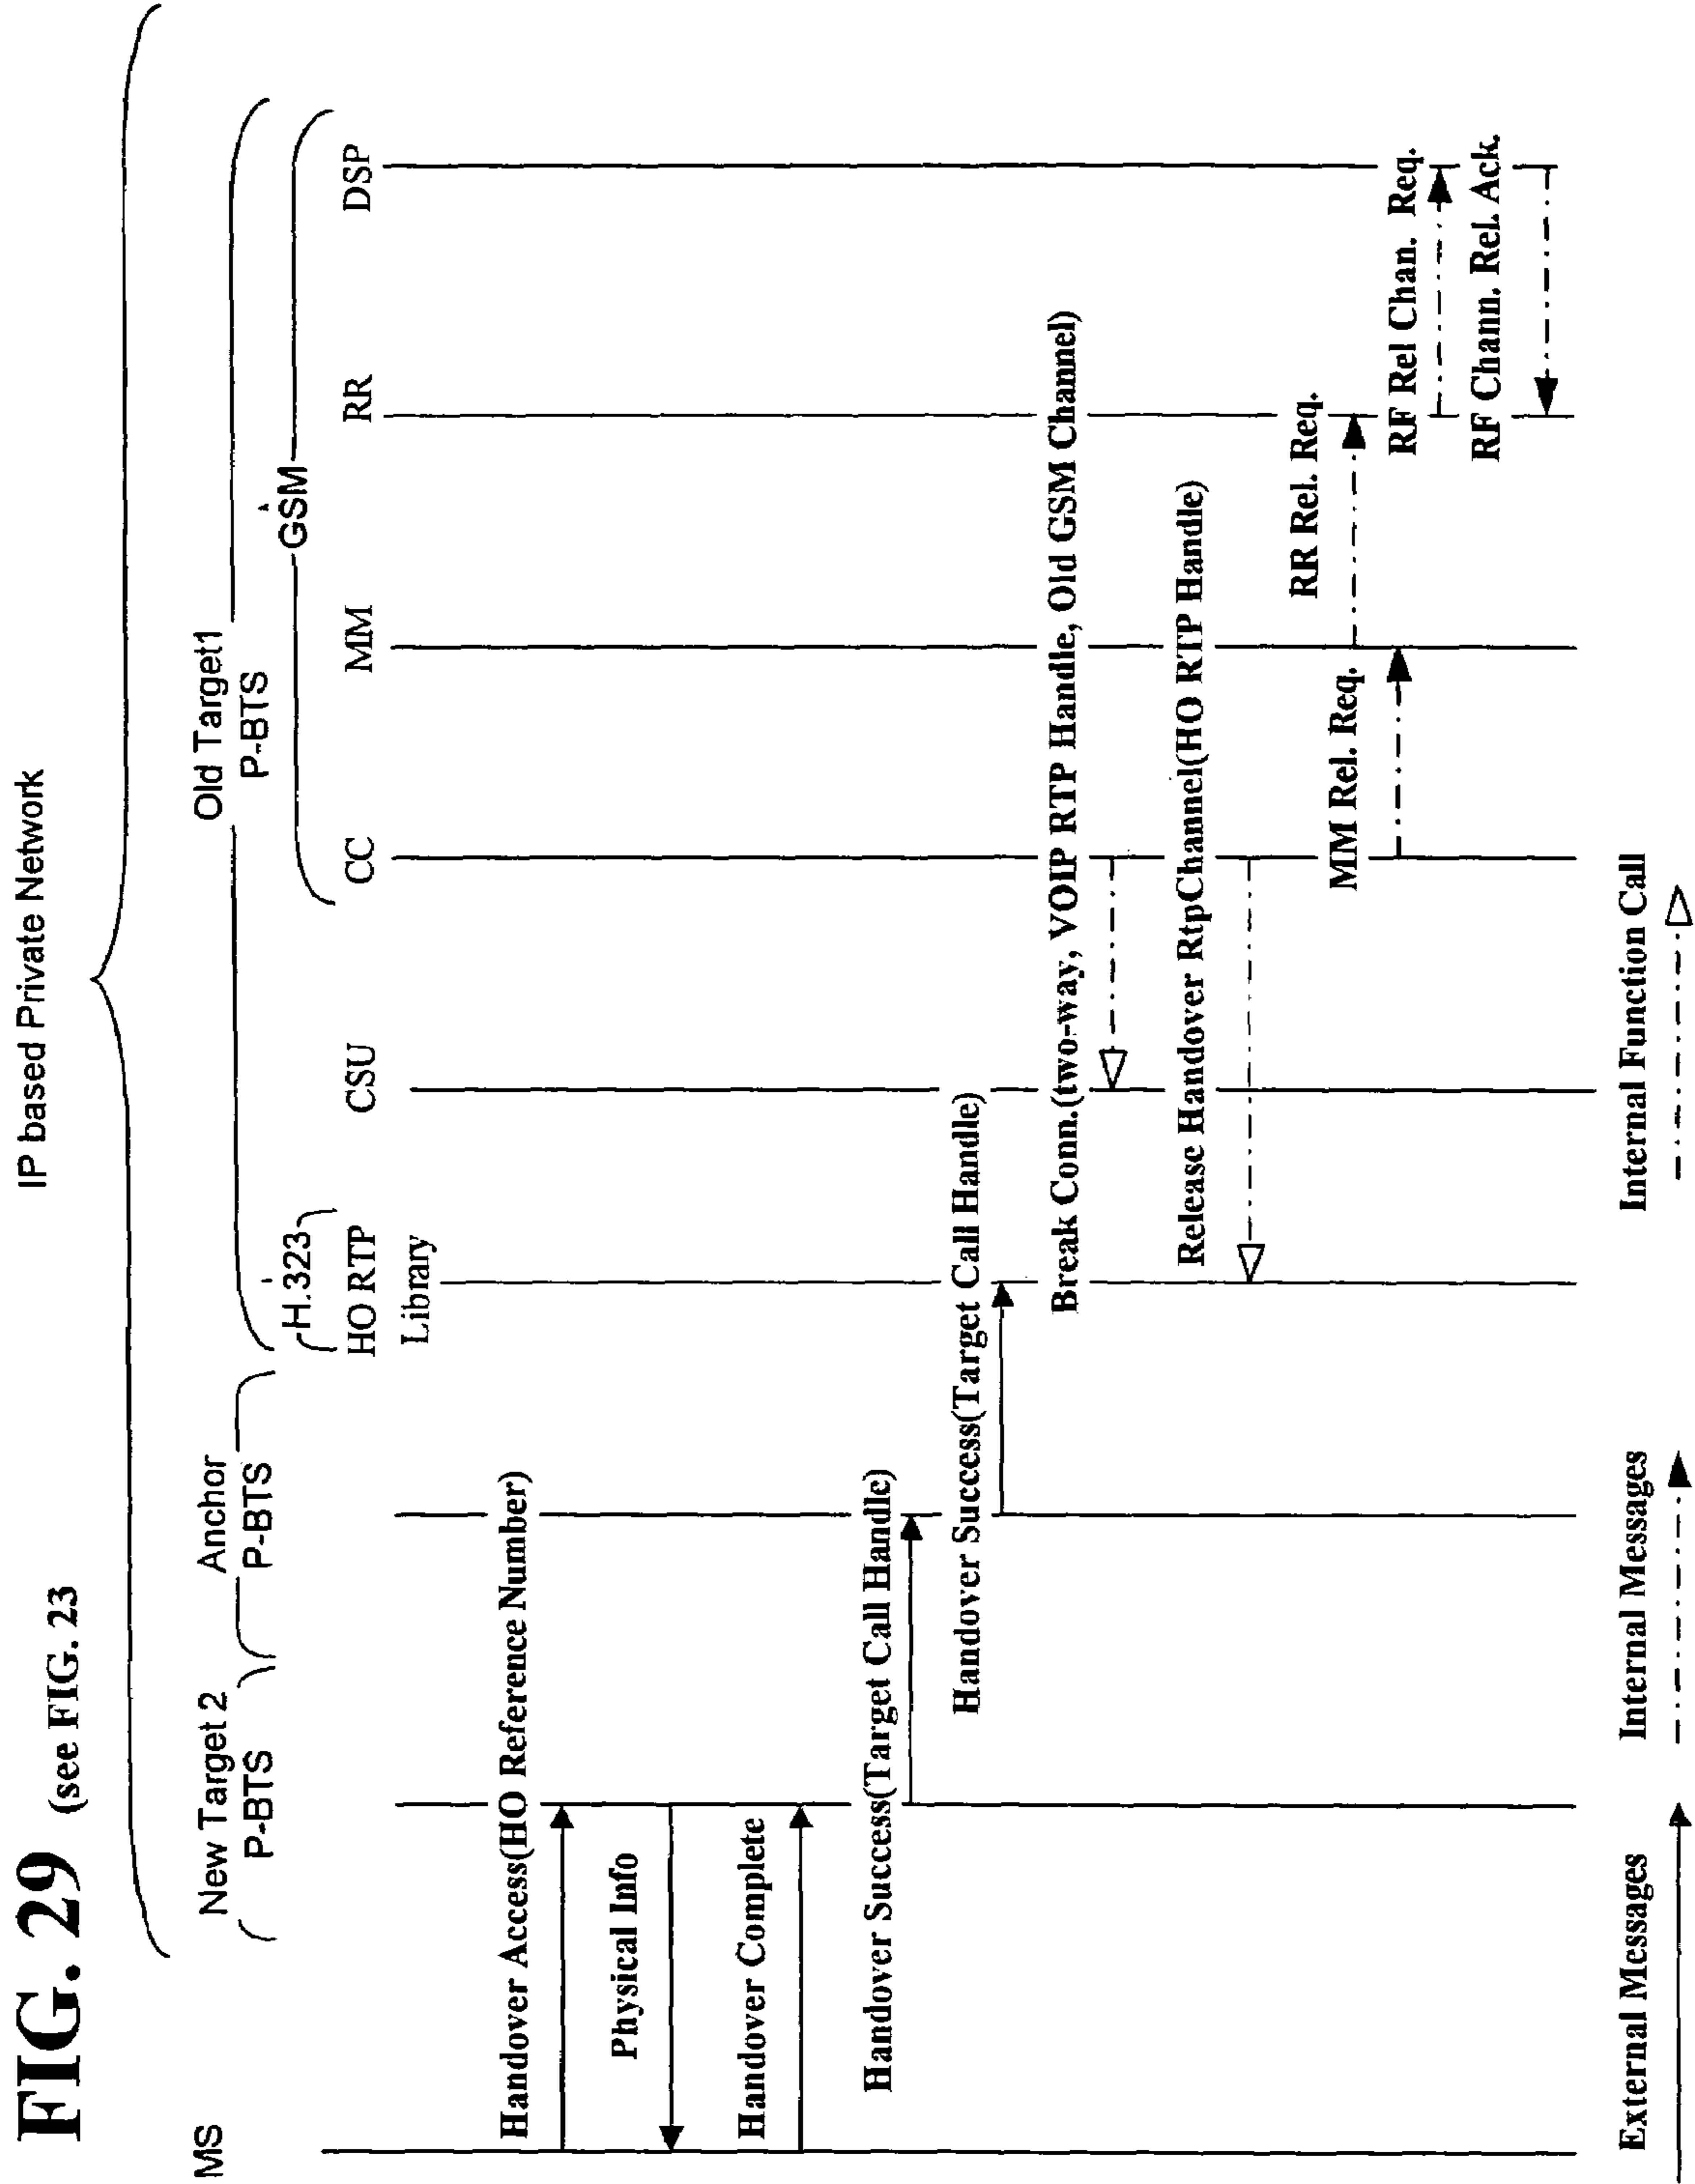 FIG. 29 (see FIG. 23
IP based Private Network
MS
New Target 2
P-BTS
Anchor
P-BTS
Old Target1
P-BTS
H.323
GSM
HO RTP
Library
CSU
CC
MM
RR
DSP
Handover Access(HO Reference Number)
Physical Info
Handover Complete
Handover Success(Target Call Handle)
Handover Success(Target Call Handle)
Break Conn.(two-way, VOIP RTP Handle, Old GSM Channel)
Release Handover RtpChannel(HO RTP Handle)
RR Rel. Req.
MM Rel. Req.
RF Rel Chan. Req.
RF Chann. Rel. Ack.
External Messages
Internal Messages
Internal Function Call